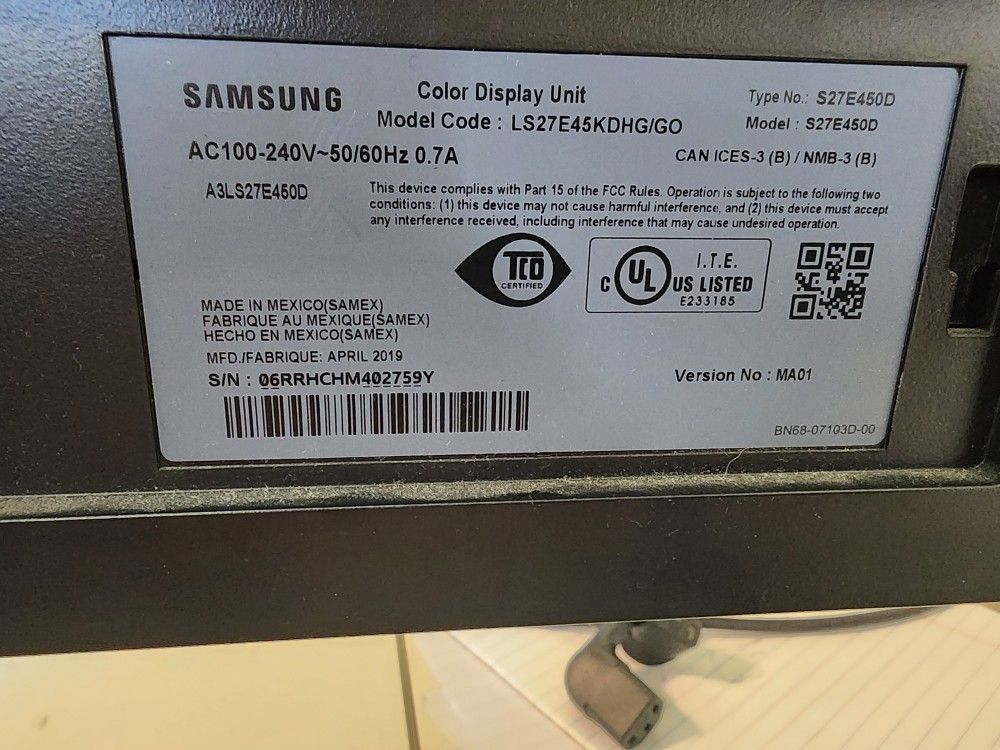 SAMSUNG
Color Display Unit
Model Code : LS27E45KDHG/GO
Type No.: S27E450D
Model : S27E450D
AC100-240V~50/60Hz 0.7A
CAN ICES-3 (B) / NMB-3 (B)
A3LS27E450D
This device complies with Part 15 of the FCC Rules. Operation is subject to the following two
conditions: (1) this device may not cause harmful interference, and (2) this device must accept
any interference received, including interference that may cause undesired operation.
TCO
CERTIFIED
C UL US LISTED
I.T.E.
E233185
MADE IN MEXICO(SAMEX)
FABRIQUE AU MEXIQUE(SAMEX)
HECHO EN MEXICO(SAMEX)
MFD./FABRIQUE: APRIL 2019
S/N : 06RRHCHM402759Y
Version No : MA01
BN68-07103D-00